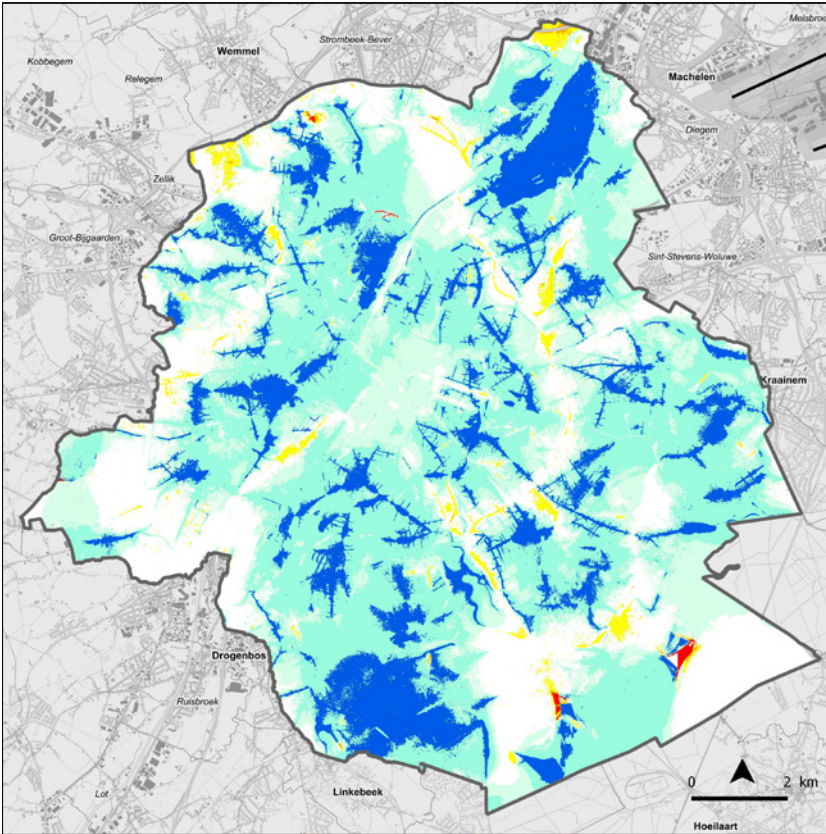 Melsbroe
Strombeek-Bever
Wemmel
Kobbegem
Machelen
Relegem
Diegem
Zellik
Groot-Bijgaarden
Sint-Stevens-Woluwe
Kraainem
Drogenbos
Ruisbroek
0 2 km
Linkebeek
Lot
Hoeilaart